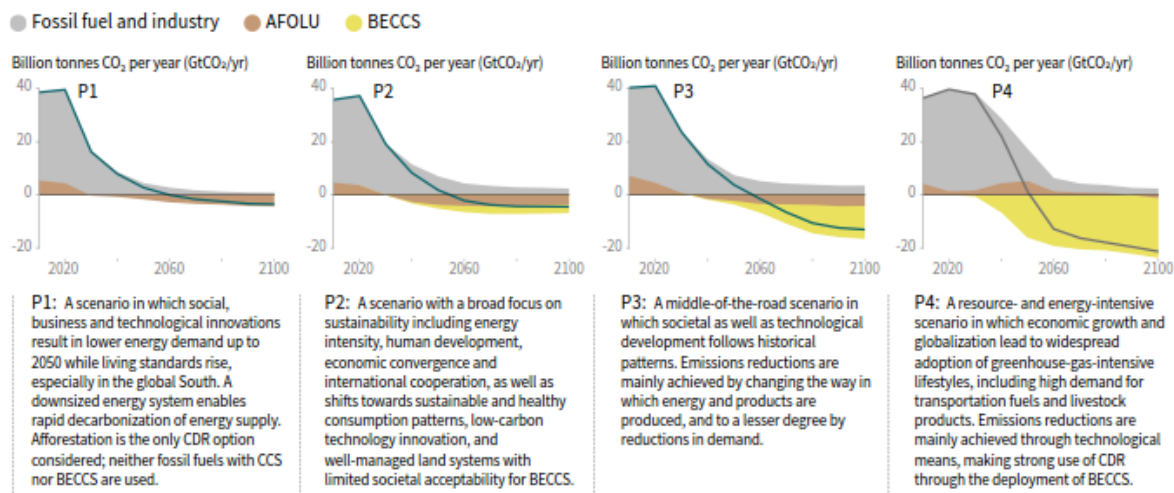 Fossil fuel and industry AFOLU BECCS
Billion tonnes CO₂ per year (GtCO₂/yr)
40
P1
20
0
-20
2020 2060 2100
Billion tonnes CO₂ per year (GtCO₂/yr)
40
P2
20
0
-20
2020 2060 2100
Billion tonnes CO₂ per year (GtCO₂/yr)
40
P3
20
0
-20
2020 2060 2100
Billion tonnes CO₂ per year (GtCO₂/yr)
40
P4
20
0
-20
2020 2060 2100
P1: A scenario in which social,
business and technological innovations
result in lower energy demand up to
2050 while living standards rise,
especially in the global South. A
downsized energy system enables
rapid decarbonization of energy supply.
Afforestation is the only CDR option
considered; neither fossil fuels with CCS
nor BECCS are used.
P2: A scenario with a broad focus on
sustainability including energy
intensity, human development,
economic convergence and
international cooperation, as well as
shifts towards sustainable and healthy
consumption patterns, low-carbon
technology innovation, and
well-managed land systems with
limited societal acceptability for BECCS.
P3: A middle-of-the-road scenario in
which societal as well as technological
development follows historical
patterns. Emissions reductions are
mainly achieved by changing the way in
which energy and products are
produced, and to a lesser degree by
reductions in demand.
P4: A resource- and energy-intensive
scenario in which economic growth and
globalization lead to widespread
adoption of greenhouse-gas-intensive
lifestyles, including high demand for
transportation fuels and livestock
products. Emissions reductions are
mainly achieved through technological
means, making strong use of CDR
through the deployment of BECCS.